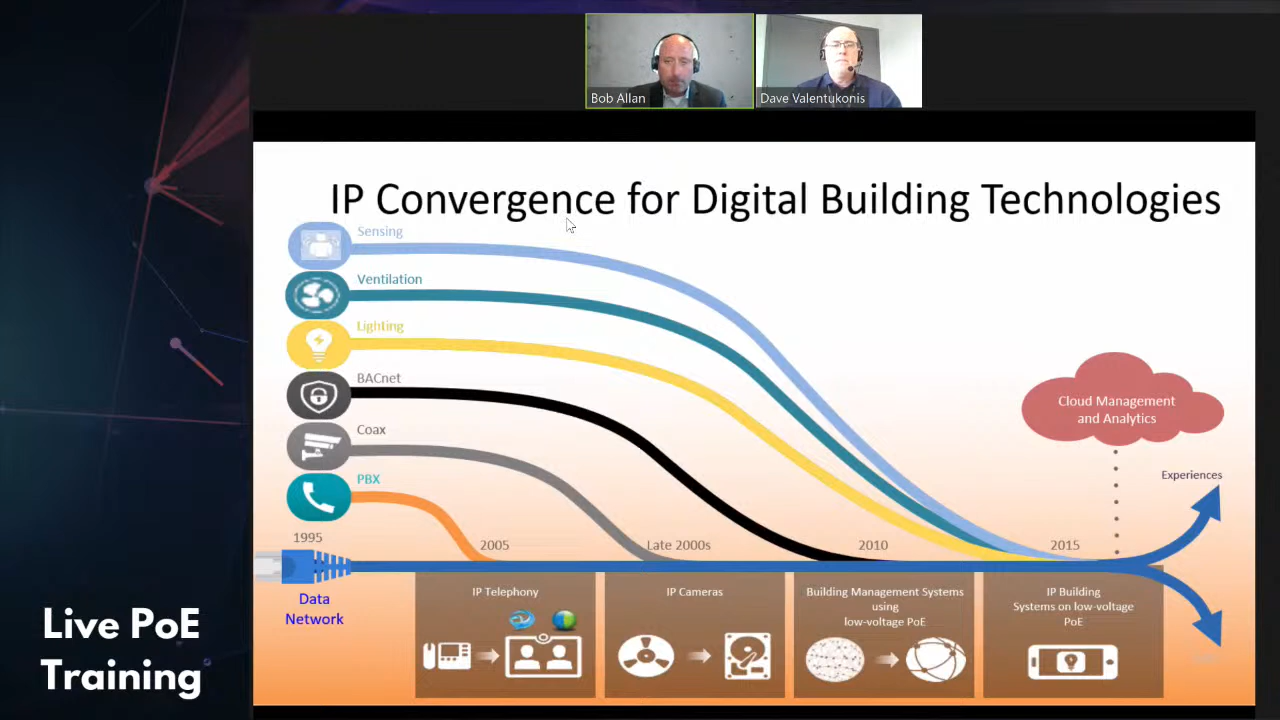 Bob Allan
Dave Valentukonis
IP Convergence for Digital Building Technologies
Sensing
Ventilation
Lighting
BACnet
Coax
PBX
Cloud Management
and Analytics
Experiences
1995
2005
Late 2000s
2010
2015
Data
Network
IP Telephony
IP Cameras
Building Management Systems
using
low-voltage PoE
IP Building
Systems on low-voltage
PoE
Live PoE
Training